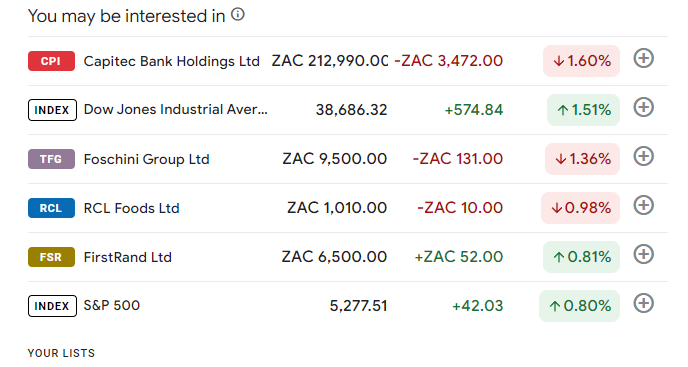 You may be interested in
CPI Capitec Bank Holdings Ltd ZAC 212,990.00 -ZAC 3,472.00 ↓1.60%
INDEX Dow Jones Industrial Aver... 38,686.32 +574.84 ↑1.51%
TFG Foschini Group Ltd ZAC 9,500.00 -ZAC 131.00 ↓1.36%
RCL RCL Foods Ltd ZAC 1,010.00 -ZAC 10.00 ↓0.98%
FSR FirstRand Ltd ZAC 6,500.00 +ZAC 52.00 ↑0.81%
INDEX S&P 500 5,277.51 +42.03 ↑0.80%
YOUR LISTS